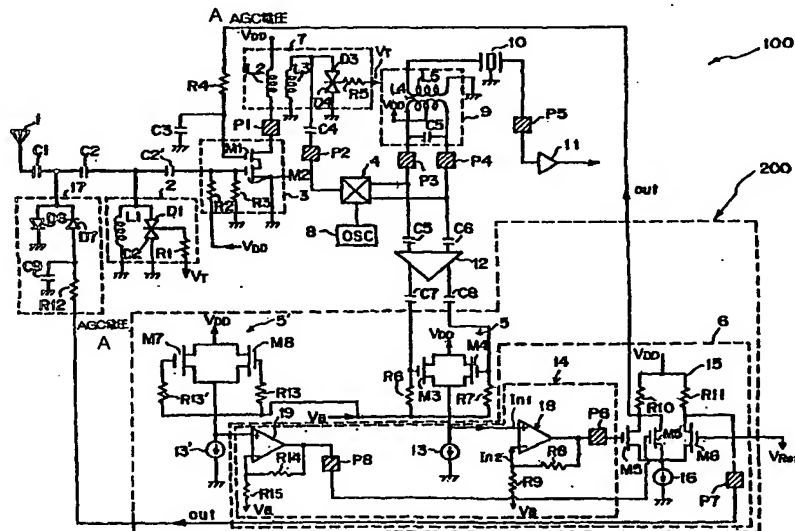 A AGC電圧
VDD 7
D3 VT
L2 L3
D4 R5
10
100
R4
L4 L5
VDD
C5
9
P5
11
1
C3
P1
C4
C1 C2 C2' M1 M2 P2 4 P3 P4
17 2
3
R2 R3
8 OSC
200
D8 D7
L1 D1
C2 R1
VDD
C5 C6
12
C9
R12
VT
C7 C8
6
AGC電圧
A
5' 5
VDD VDD VDD 15
M7 M8 M4
M3
14
R10 R11
R13' R13 R6 R7
In1 18 P6
M5 M9 M6
VB
19 13
In2 R8
13' R14 P8 R9
16
VRef
P7
R15
VB VB
out
out